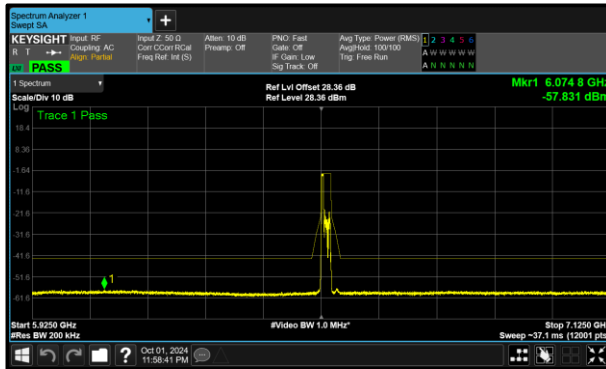 Spectrum Analyzer 1
Swept SA
+
KEYSIGHT Input: RF Input Z: 50 Ω Atten: 10 dB PNO: Fast Avg Type: Power (RMS) 1 2 3 4 5 6
R T Coupling: AC Corr CCorr RCal Preamp: Off Gate: Off Avg|Hold: 100/100 A W W W W W
Align: Partial Freq Ref: Int (S) IF Gain: Low Trig: Free Run
LXI PASS Sig Track: Off A N N N N N
1 Spectrum Ref Lvl Offset 28.36 dB Mkr1 6.074 8 GHz
Scale/Div 10 dB Ref Level 28.36 dBm -57.831 dBm
Log Trace 1 Pass
18.4
8.36
-1.64
-11.6
-21.6
-31.6
-41.6
-51.6
1
-61.6
Start 5.9250 GHz #Video BW 1.0 MHz* Stop 7.1250 GHz
#Res BW 200 kHz Sweep ~37.1 ms (12001 pts)
? Oct 01, 2024
11:58:41 PM